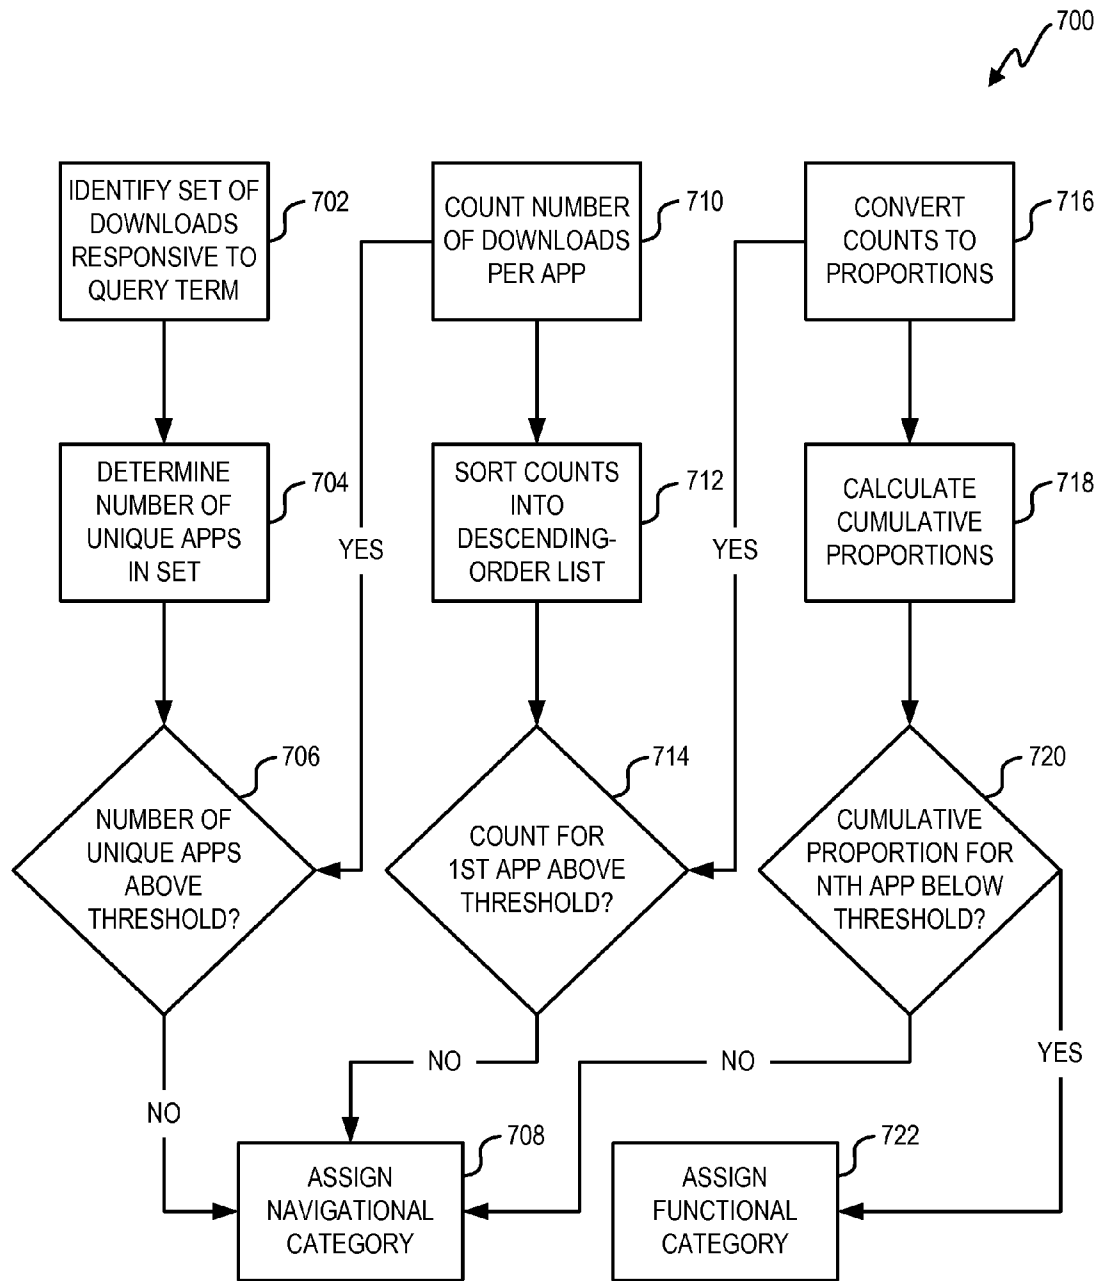 700
IDENTIFY SET OF
DOWNLOADS
RESPONSIVE TO
QUERY TERM
702
COUNT NUMBER
OF DOWNLOADS
PER APP
710
CONVERT
COUNTS TO
PROPORTIONS
716
DETERMINE
NUMBER OF
UNIQUE APPS
IN SET
704
YES
SORT COUNTS
INTO
DESCENDING-
ORDER LIST
712
YES
CALCULATE
CUMULATIVE
PROPORTIONS
718
NUMBER OF
UNIQUE APPS
ABOVE
THRESHOLD?
706
COUNT FOR
1ST APP ABOVE
THRESHOLD?
714
CUMULATIVE
PROPORTION FOR
NTH APP BELOW
THRESHOLD?
720
NO
NO
NO
YES
ASSIGN
NAVIGATIONAL
CATEGORY
708
ASSIGN
FUNCTIONAL
CATEGORY
722